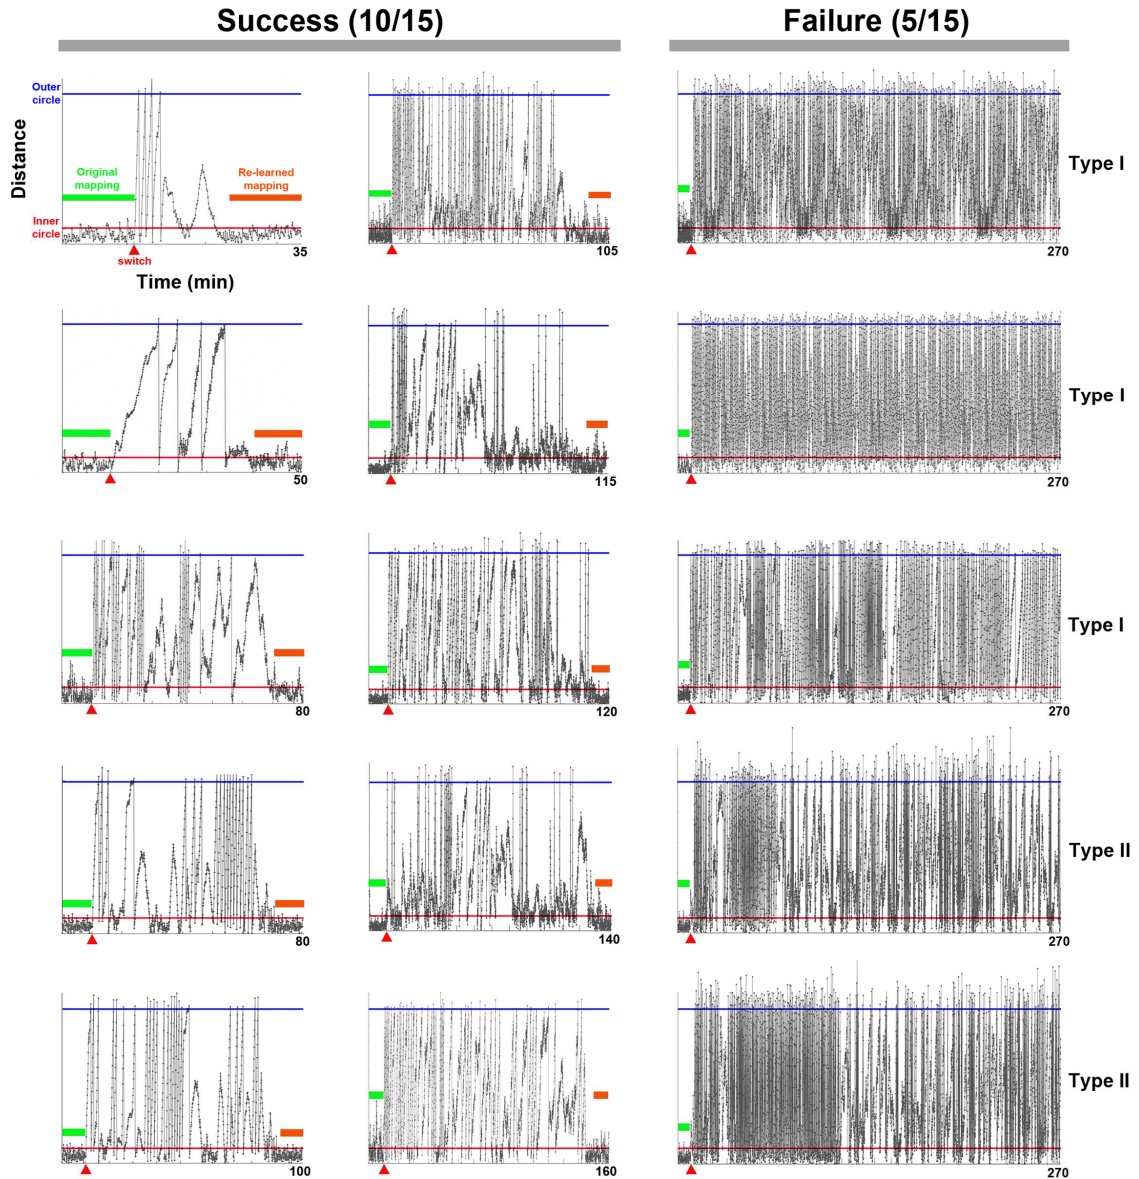 Success (10/15)
Failure (5/15)
Outer
circle
Distance
Original
mapping
Re-learned
mapping
Inner
circle
switch
35
Time (min)
105
270
Type I
50
115
270
Type I
80
120
270
Type I
80
140
270
Type II
100
160
270
Type II